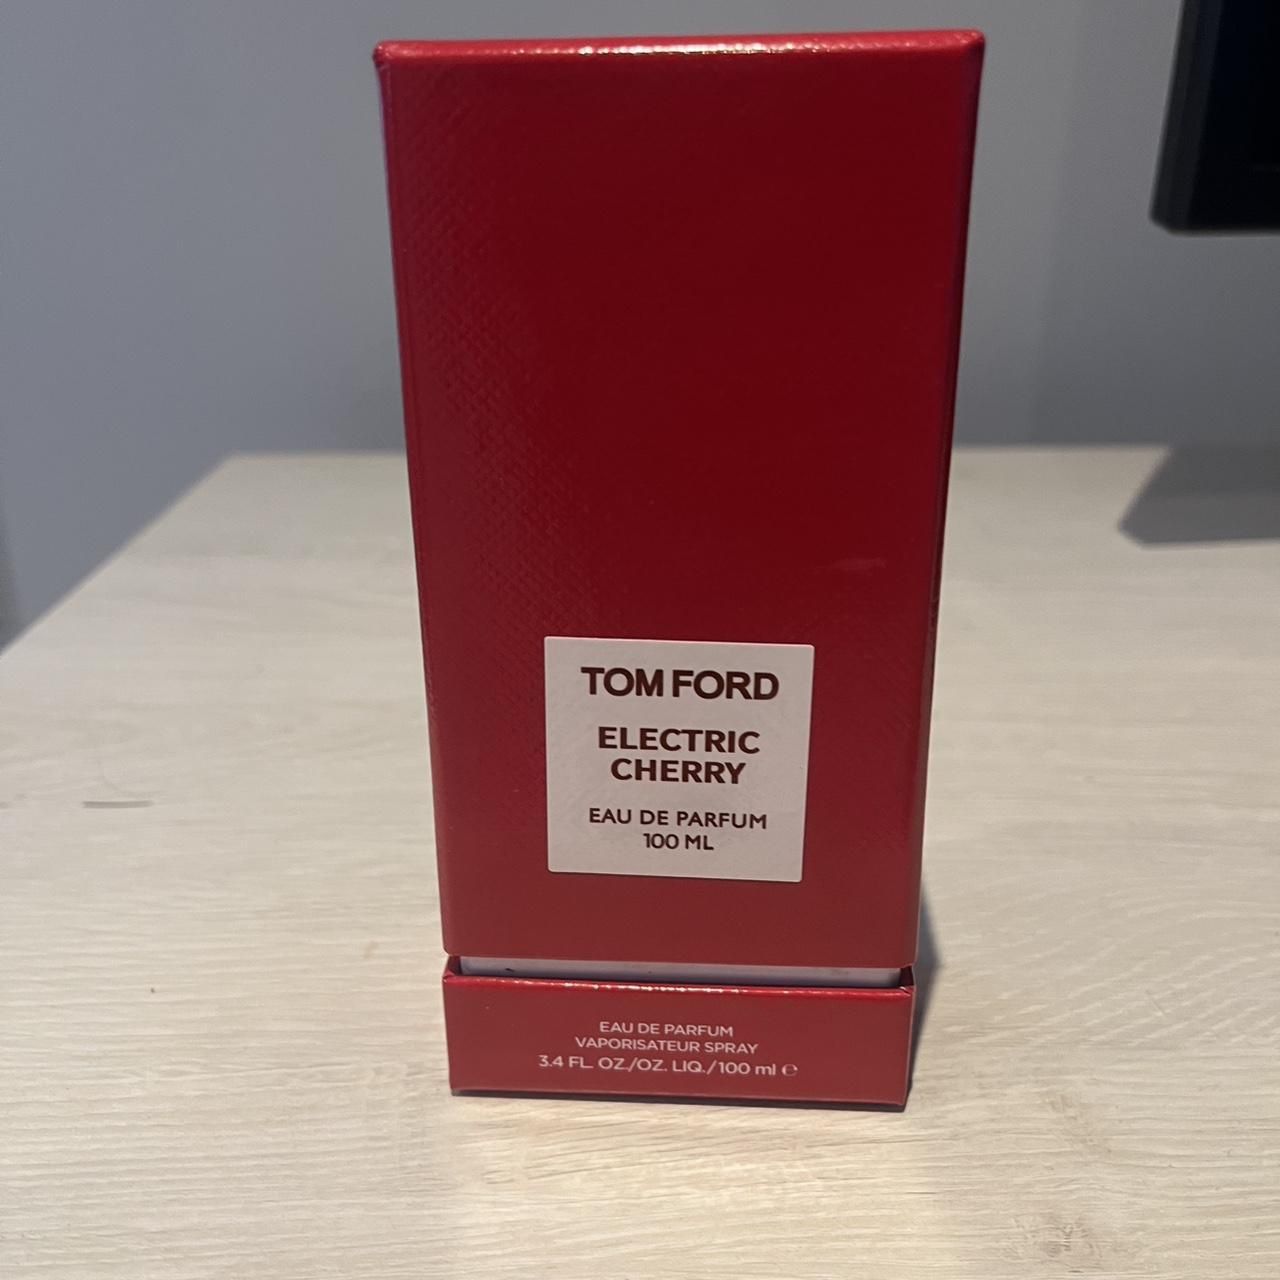 TOM FORD
ELECTRIC
CHERRY
EAU DE PARFUM
100 ML
EAU DE PARFUM
VAPORISATEUR SPRAY
3.4 FL. OZ./OZ. LIQ./100 ml ℮